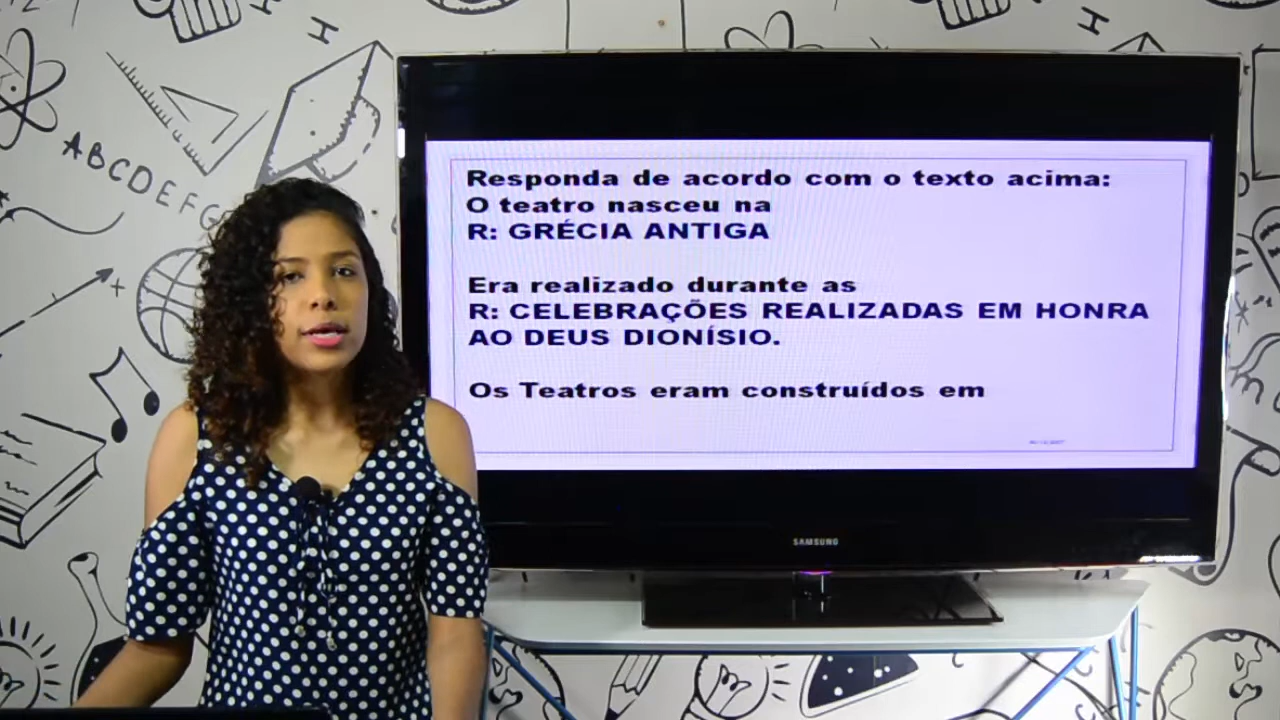 Responda de acordo com o texto acima:
O teatro nasceu na
R: GRÉCIA ANTIGA
Era realizado durante as
R: CELEBRAÇÕES REALIZADAS EM HONRA
AO DEUS DIONÍSIO.
Os Teatros eram construídos em
SAMSUNG
ABCDEFG